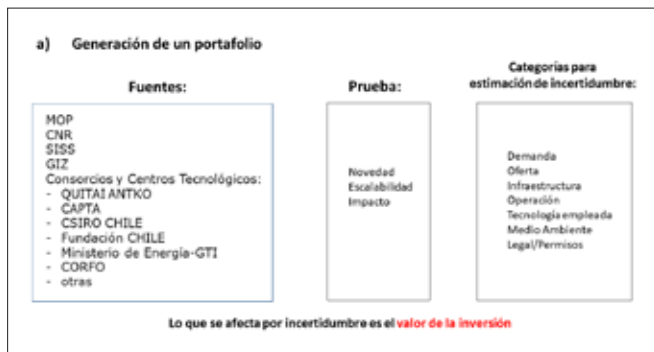 a) Generación de un portafolio
Fuentes:
Prueba:
Categorías para
estimación de incertidumbre:
MOP
CNR
SISS
GIZ
Consorcios y Centros Tecnológicos:
- QUITAI ANTKO
- CAPTA
- CSIRO CHILE
- Fundación CHILE
- Ministerio de Energía-GTI
- CORFO
- otras
Novedad
Escalabilidad
Impacto
Demanda
Oferta
Infraestructura
Operación
Tecnología empleada
Medio Ambiente
Legal/Permisos
Lo que se afecta por incertidumbre es el valor de la inversión